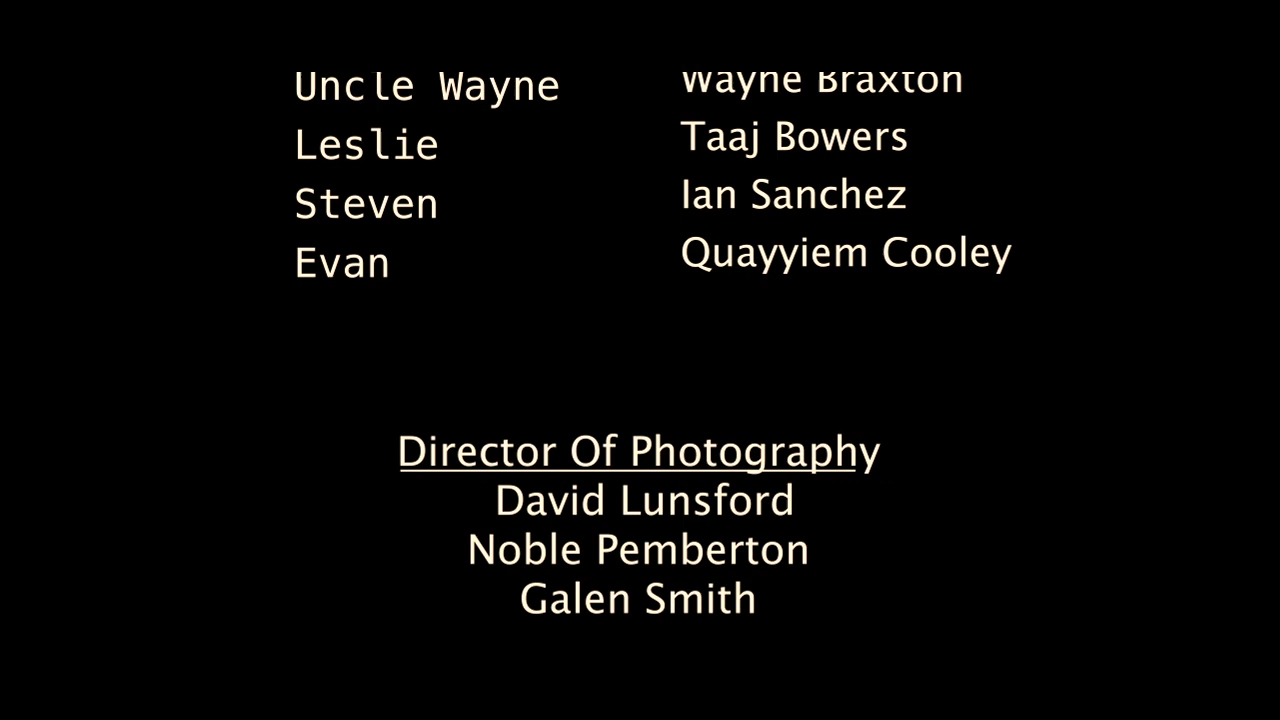 Uncle Wayne Wayne Braxton
Leslie Taaj Bowers
Steven Ian Sanchez
Evan Quayyiem Cooley
Director Of Photography
David Lunsford
Noble Pemberton
Galen Smith